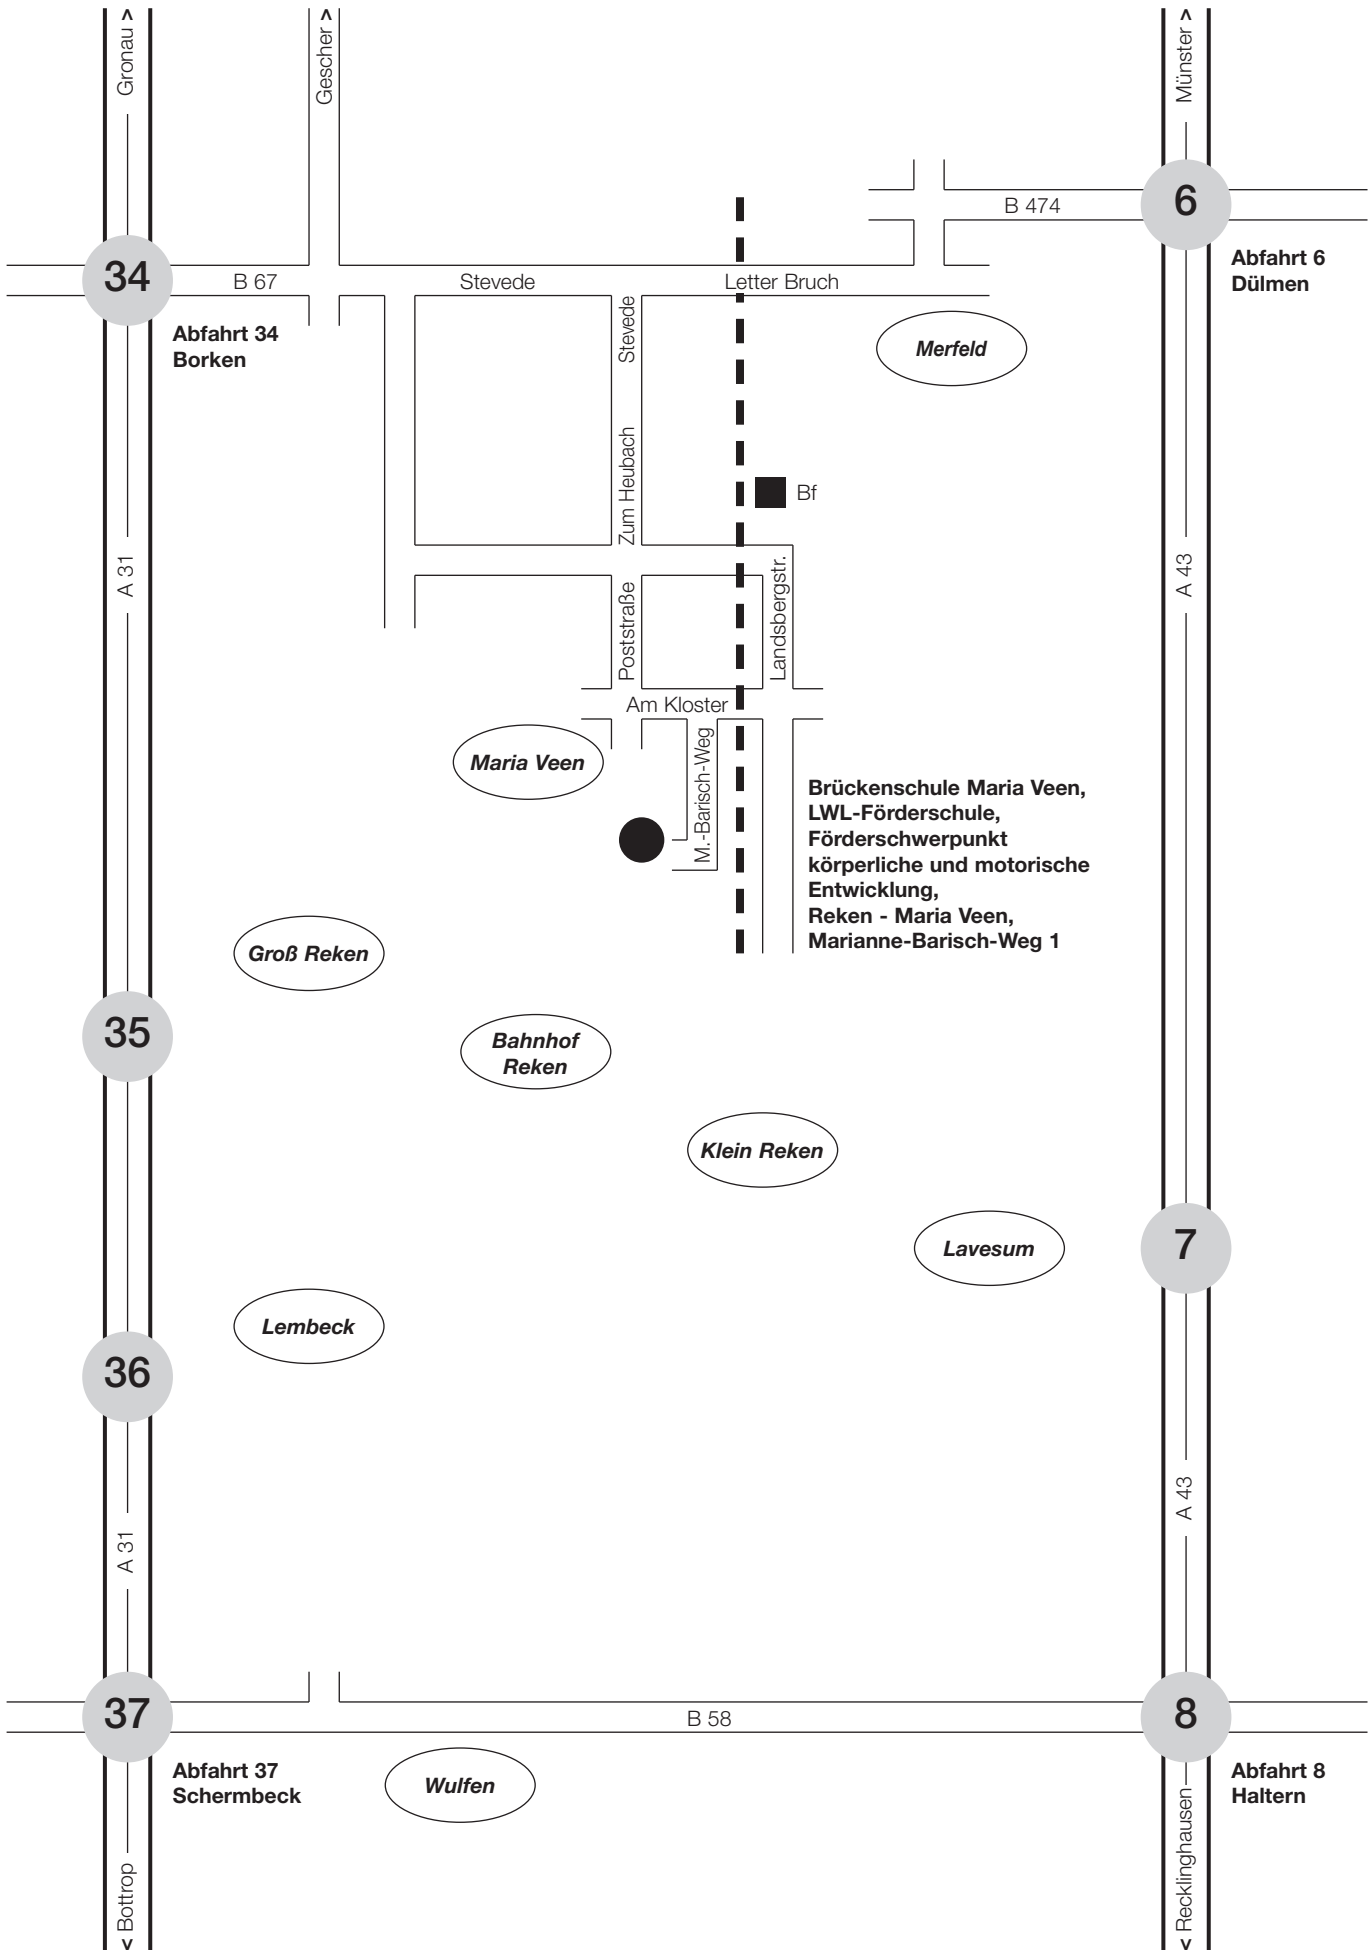 Gronau >
Gescher >
Münster >
6
B 474
Abfahrt 6
Dülmen
34
B 67
Stevede
Letter Bruch
Abfahrt 34
Borken
Stevede
Merfeld
Zum Heubach
Bf
A 31
A 43
Poststraße
Landsbergstr.
Am Kloster
M.-Barisch-Weg
Maria Veen
Brückenschule Maria Veen,
LWL-Förderschule,
Förderschwerpunkt
körperliche und motorische
Entwicklung,
Reken - Maria Veen,
Marianne-Barisch-Weg 1
Groß Reken
35
Bahnhof
Reken
Klein Reken
Lavesum
7
Lembeck
36
A 43
A 31
37
B 58
8
Abfahrt 37
Schermbeck
Wulfen
Abfahrt 8
Haltern
< Bottrop
< Recklinghausen